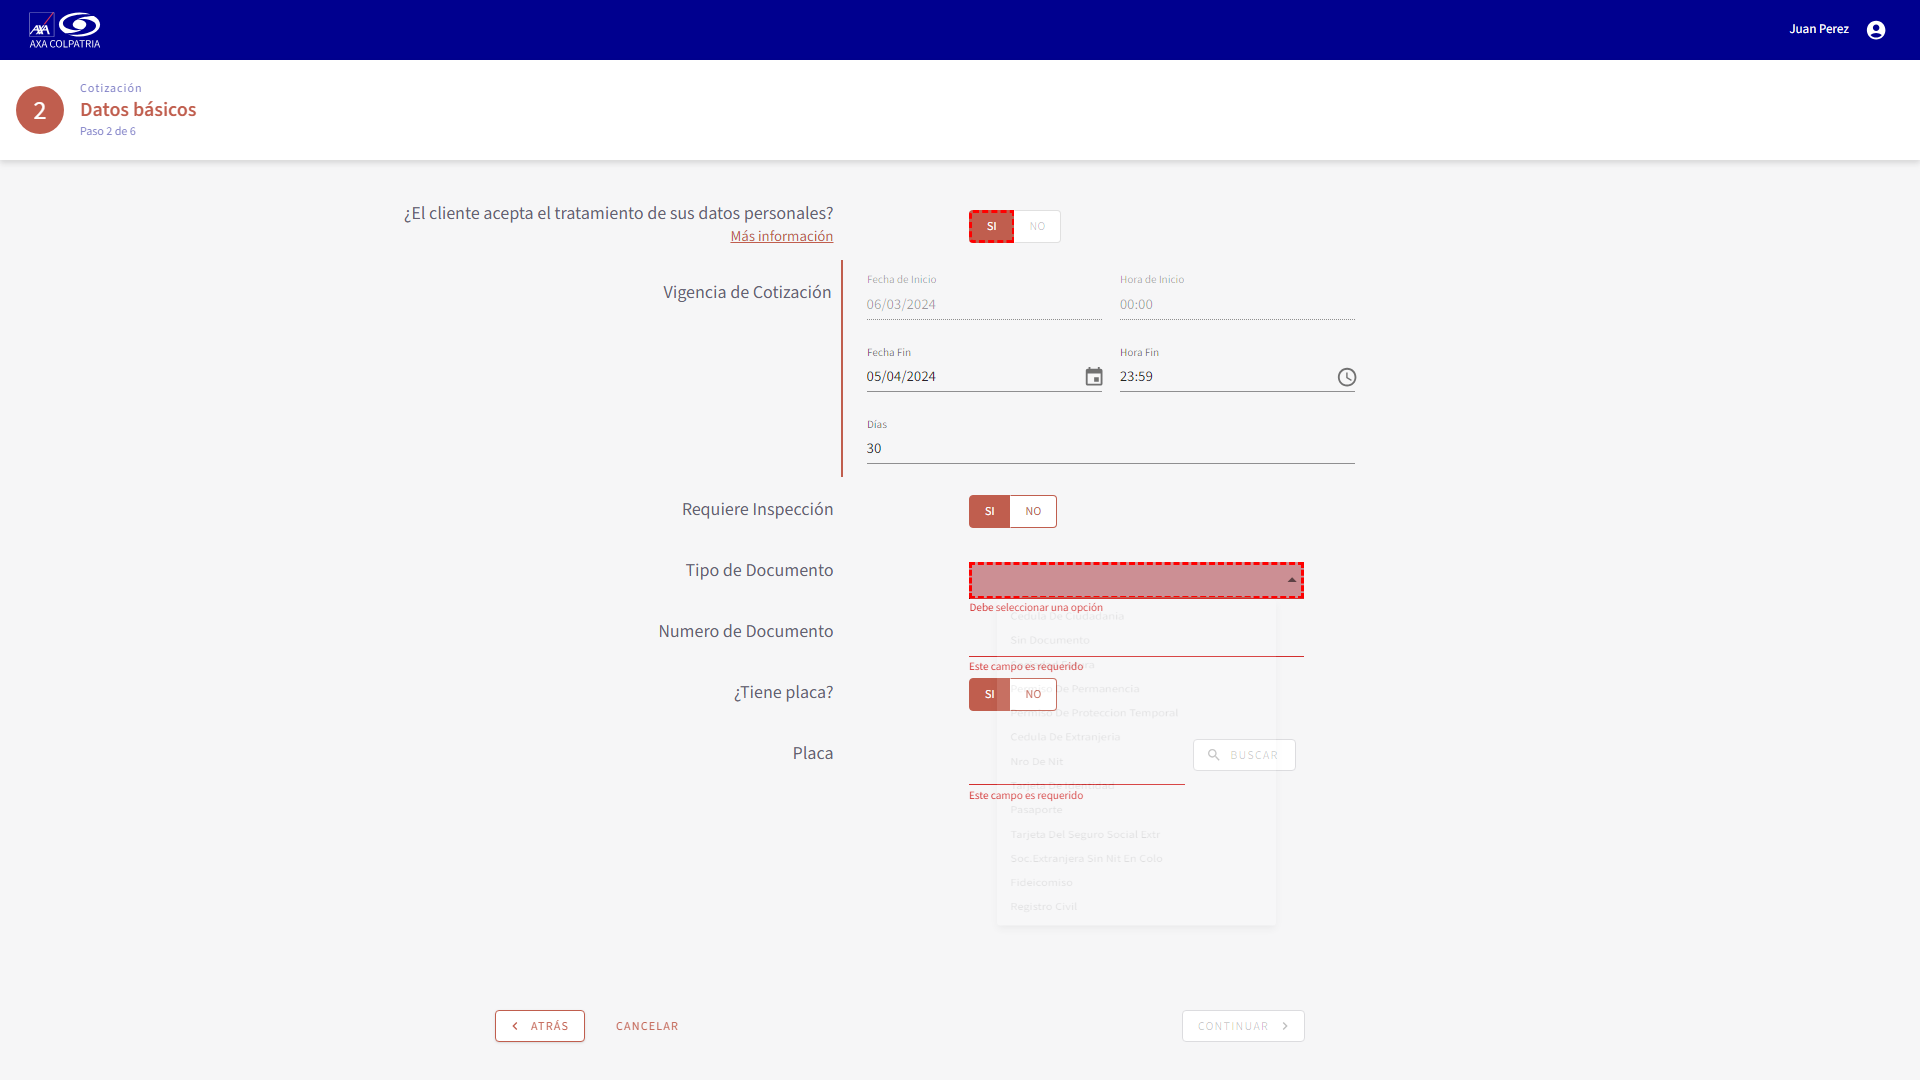 AXA COLPATRIA
Juan Perez
2
Cotización
Datos básicos
Paso 2 de 6
¿El cliente acepta el tratamiento de sus datos personales?
Más información
SI NO
Vigencia de Cotización
Fecha de Inicio Hora de Inicio
06/03/2024 00:00
Fecha Fin Hora Fin
05/04/2024 23:59
Días
30
Requiere Inspección
SI NO
Tipo de Documento
Debe seleccionar una opción
Cedula De Ciudadania
Sin Documento
Numero de Documento
Este campo es requerido
¿Tiene placa?
SI NO
Permiso De Permanencia
Permiso De Proteccion Temporal
Cedula De Extranjeria
Placa
BUSCAR
Nro De Nit
Tarjeta De Identidad
Este campo es requerido
Pasaporte
Tarjeta Del Seguro Social Extr
Soc.Extranjera Sin Nit En Colo
Fideicomiso
Registro Civil
ATRÁS
CANCELAR
CONTINUAR